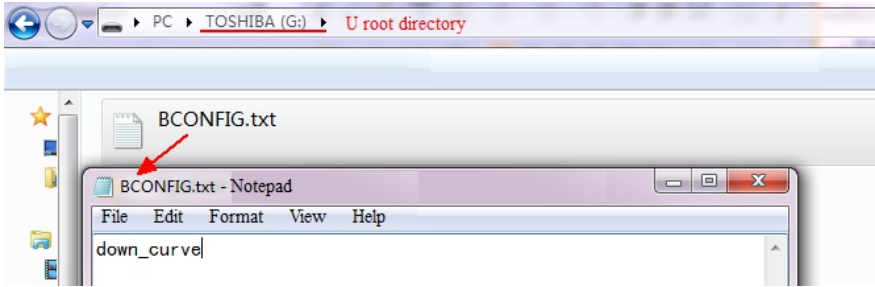 PC TOSHIBA (G:) U root directory
BCONFIG.txt
BCONFIG.txt - Notepad
File Edit Format View Help
down_curve